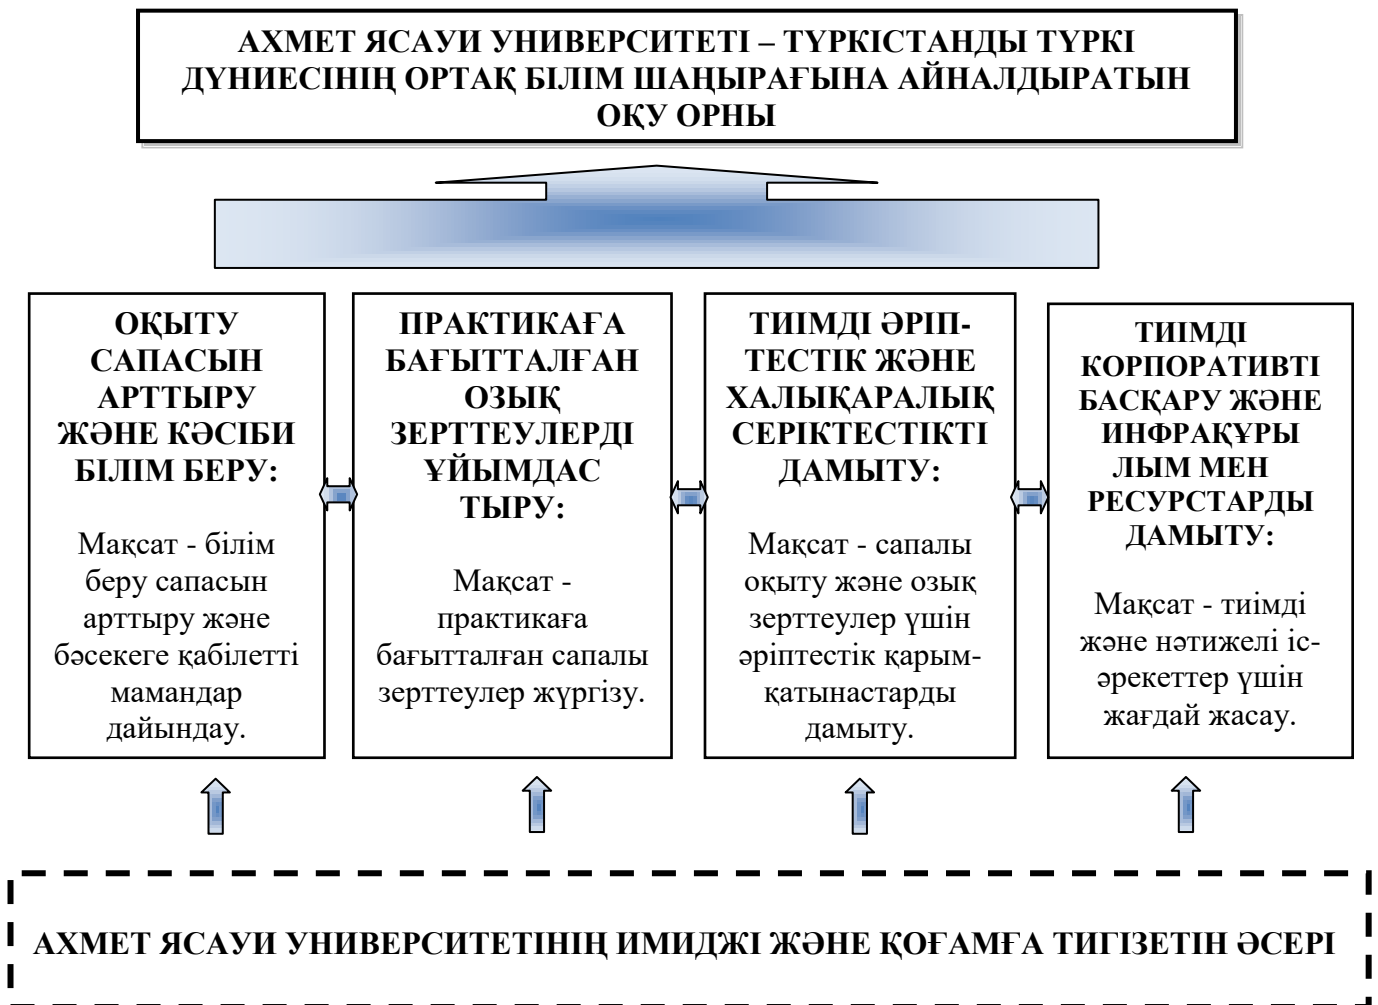 АХМЕТ ЯСАУИ УНИВЕРСИТЕТІ – ТҮРКІСТАНДЫ ТҮРКІ
ДҮНИЕСІНІҢ ОРТАҚ БІЛІМ ШАҢЫРАҒЫНА АЙНАЛДЫРАТЫН
ОҚУ ОРНЫ
ОҚЫТУ
САПАСЫН
АРТТЫРУ
ЖӘНЕ КӘСІБИ
БІЛІМ БЕРУ:
Мақсат - білім
беру сапасын
арттыру және
бәсекеге қабілетті
мамандар
дайындау.
ПРАКТИКАҒА
БАҒЫТТАЛҒАН
ОЗЫҚ
ЗЕРТТЕУЛЕРДІ
ҰЙЫМДАС
ТЫРУ:
Мақсат -
практикаға
бағытталған сапалы
зерттеулер жүргізу.
ТИІМДІ ӘРІП-
ТЕСТІК ЖӘНЕ
ХАЛЫҚАРАЛЫҚ
СЕРІКТЕСТІКТІ
ДАМЫТУ:
Мақсат - сапалы
оқыту және озық
зерттеулер үшін
әріптестік қарым-
қатынастарды
дамыту.
ТИІМДІ
КОРПОРАТИВТІ
БАСҚАРУ ЖӘНЕ
ИНФРАҚҰРЫ
ЛЫМ МЕН
РЕСУРСТАРДЫ
ДАМЫТУ:
Мақсат - тиімді
және нәтижелі іс-
әрекеттер үшін
жағдай жасау.
АХМЕТ ЯСАУИ УНИВЕРСИТЕТІНІҢ ИМИДЖІ ЖӘНЕ ҚОҒАМҒА ТИГІЗЕТІН ӘСЕРІ